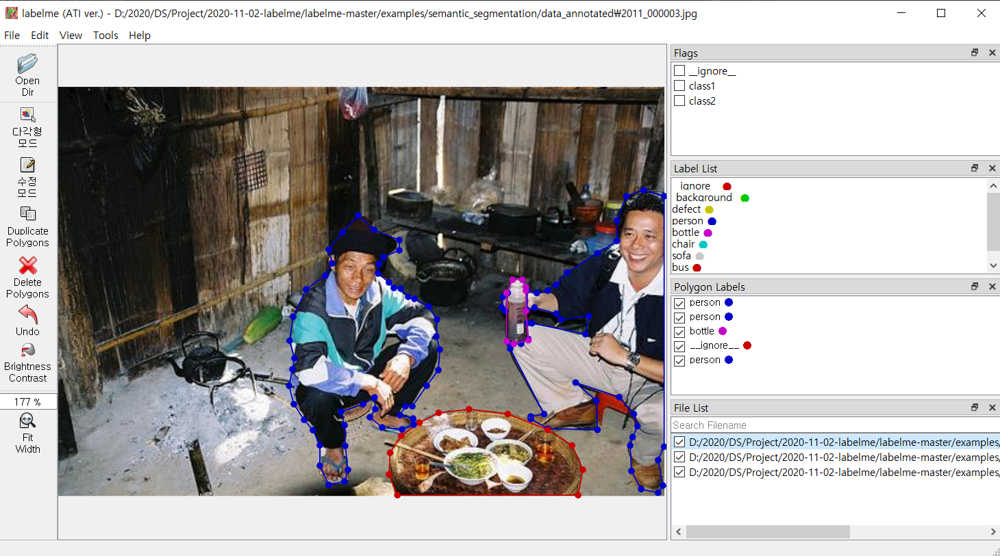 labelme (ATI ver.) - D:/2020/DS/Project/2020-11-02-labelme/labelme-master/examples/semantic_segmentation/data_annotated₩2011_000003.jpg
File Edit View Tools Help
Open
Dir
다각형
모드
수정
모드
Duplicate
Polygons
Delete
Polygons
Undo
Brightness
Contrast
177 %
Fit
Width
Flags
__ignore__
class1
class2
Label List
ignore
background
defect
person
bottle
chair
sofa
bus
Polygon Labels
person
person
bottle
__ignore__
person
File List
Search Filename
D:/2020/DS/Project/2020-11-02-labelme/labelme-master/examples/
D:/2020/DS/Project/2020-11-02-labelme/labelme-master/examples/
D:/2020/DS/Project/2020-11-02-labelme/labelme-master/examples/